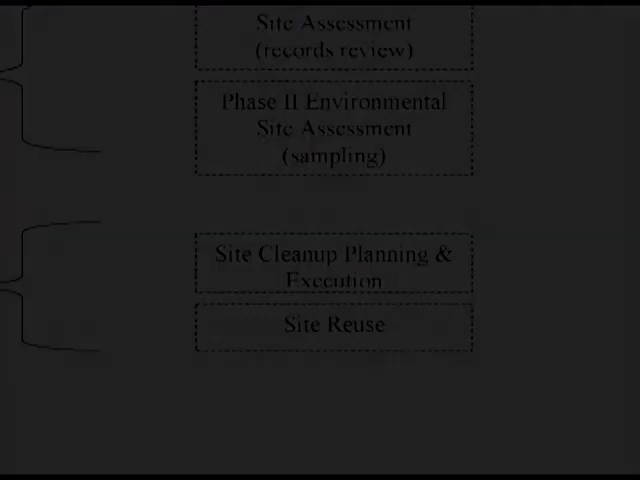 Site Assessment
(records review)
Phase II Environmental
Site Assessment
(sampling)
Site Cleanup Planning &
Execution
Site Reuse